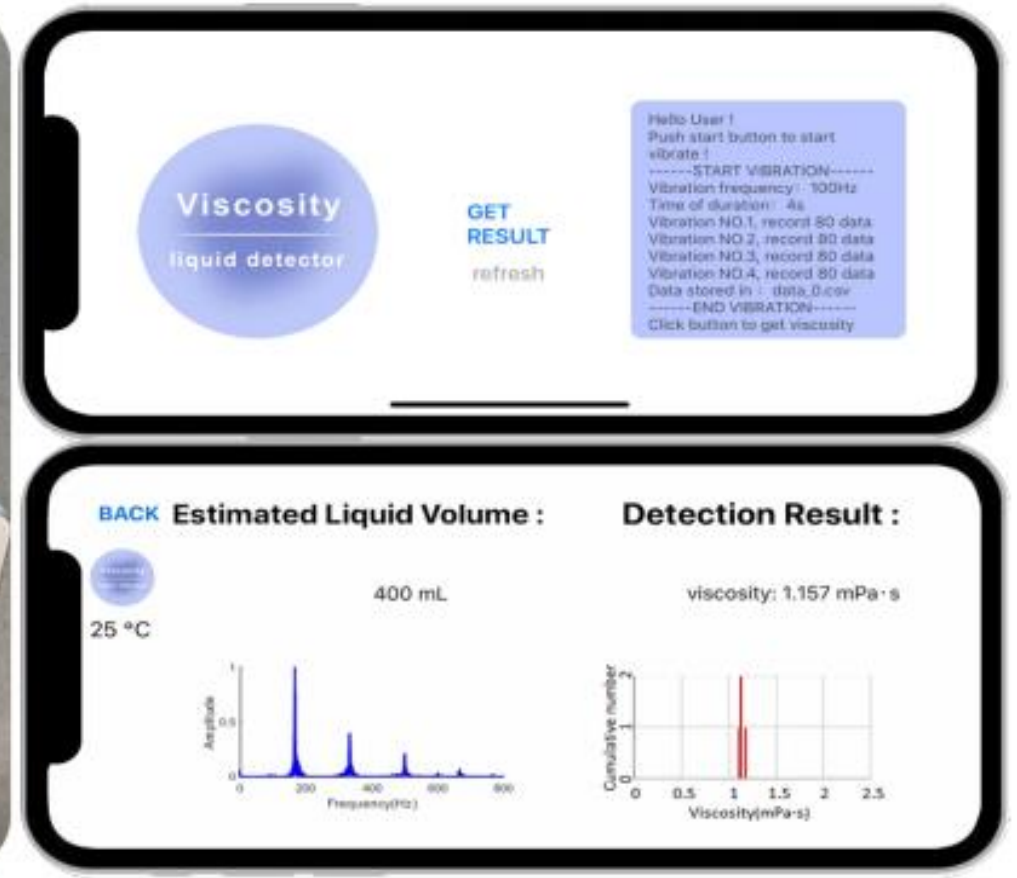 Viscosity
liquid detector
GET
RESULT
refresh
Hello User !
Push start button to start
vibrate !
------START VIBRATION------
Vibration frequency: 100Hz
Time of duration: 4s
Vibration NO.1, record 80 data
Vibration NO.2, record 80 data
Vibration NO.3, record 80 data
Vibration NO.4, record 80 data
Data stored in : data_0.csv
------END VIBRATION------
Click button to get viscosity
BACK
Estimated Liquid Volume :
Detection Result :
Viscosity
25 °C
400 mL
viscosity: 1.157 mPa·s
Amplitude
1
0.5
0
0 200 400 600 800
Frequency(Hz)
Cumulative number
2
1
0
0 0.5 1 1.5 2 2.5
Viscosity(mPa·s)